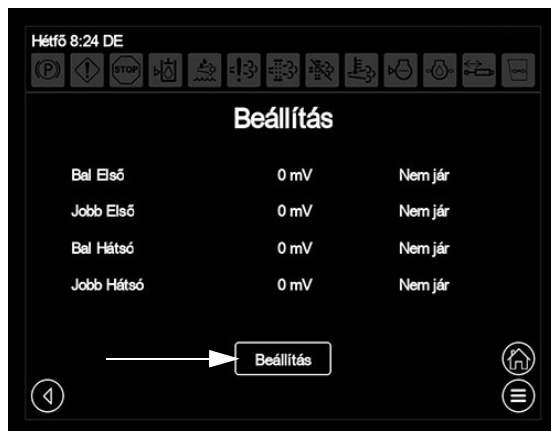 Hétfő 8:24 DE
(P) STOP
Beállítás
Bal Első 0 mV Nem jár
Jobb Első 0 mV Nem jár
Bal Hátsó 0 mV Nem jár
Jobb Hátsó 0 mV Nem jár
Beállítás